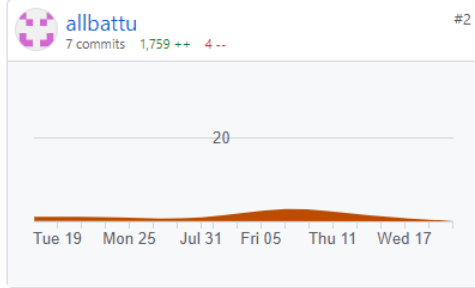 allbattu #2
7 commits 1,759 ++ 4 --
20
Tue 19 Mon 25 Jul 31 Fri 05 Thu 11 Wed 17